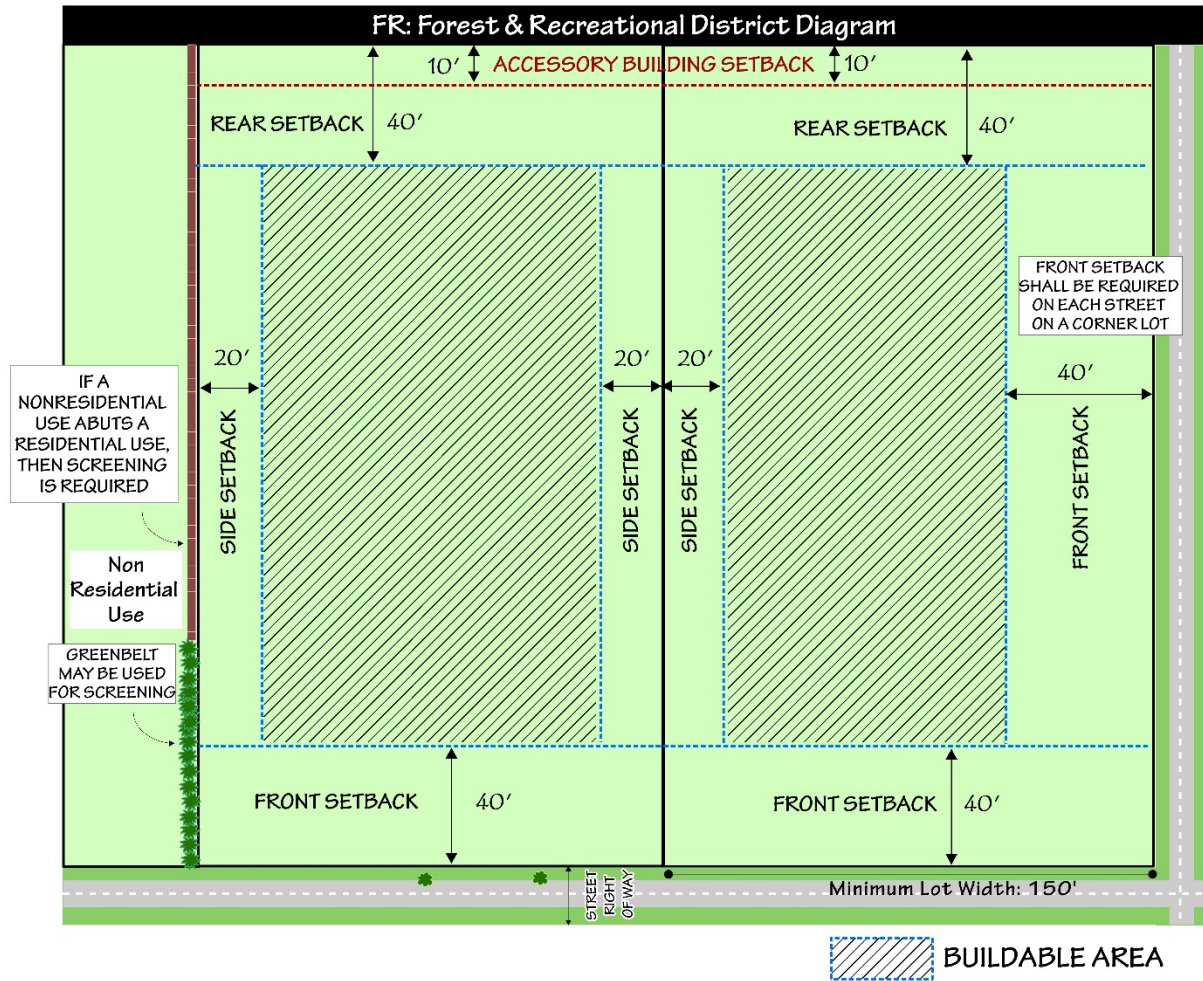 FR: Forest & Recreational District Diagram
10′ ACCESSORY BUILDING SETBACK 10′
REAR SETBACK 40′
REAR SETBACK 40′
FRONT SETBACK
SHALL BE REQUIRED
ON EACH STREET
ON A CORNER LOT
20′
20′
20′
40′
IF A
NONRESIDENTIAL
USE ABUTS A
RESIDENTIAL USE,
THEN SCREENING
IS REQUIRED
SIDE SETBACK
SIDE SETBACK
SIDE SETBACK
FRONT SETBACK
Non
Residential
Use
GREENBELT
MAY BE USED
FOR SCREENING
FRONT SETBACK 40′
FRONT SETBACK 40′
STREET
RIGHT
OF WAY
Minimum Lot Width: 150'
BUILDABLE AREA